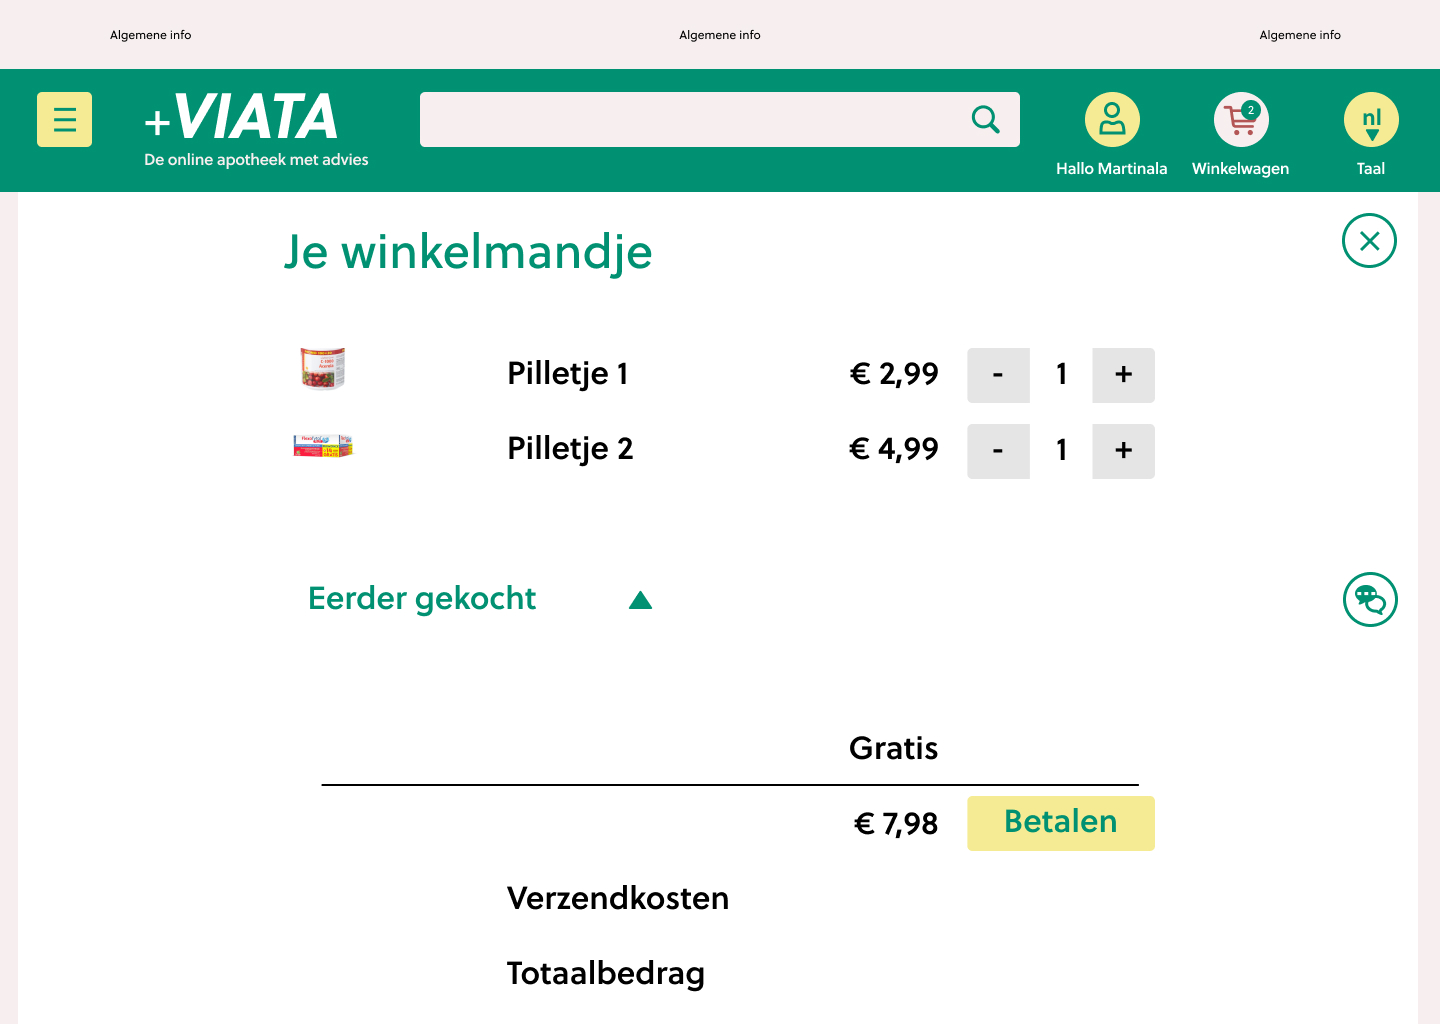 Algemene info
Algemene info
Algemene info
+VIATA
De online apotheek met advies
2
nl
Hallo Martinala
Winkelwagen
Taal
Je winkelmandje
Pilletje 1
€ 2,99
-
1
+
Pilletje 2
€ 4,99
-
1
+
Eerder gekocht
Gratis
€ 7,98
Betalen
Verzendkosten
Totaalbedrag